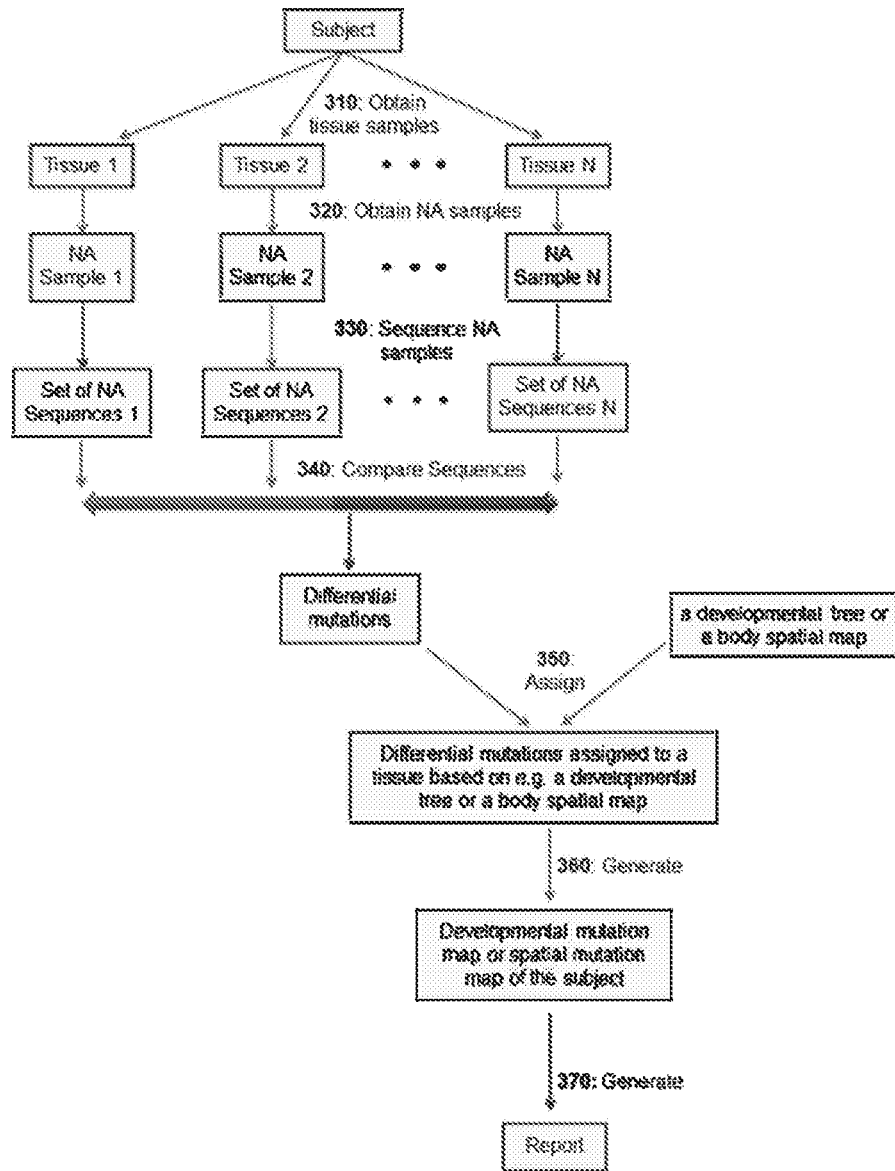 Subject
310: Obtain
tissue samples
Tissue 1
Tissue 2
Tissue N
320: Obtain NA samples
NA
Sample 1
NA
Sample 2
NA
Sample N
330: Sequence NA
samples
Set of NA
Sequences 1
Set of NA
Sequences 2
Set of NA
Sequences N
340: Compare Sequences
Differential
mutations
a developmental tree or
a body spatial map
350:
Assign
Differential mutations assigned to a
tissue based on e.g. a developmental
tree or a body spatial map
360: Generate
Developmental mutation
map or spatial mutation
map of the subject
370: Generate
Report